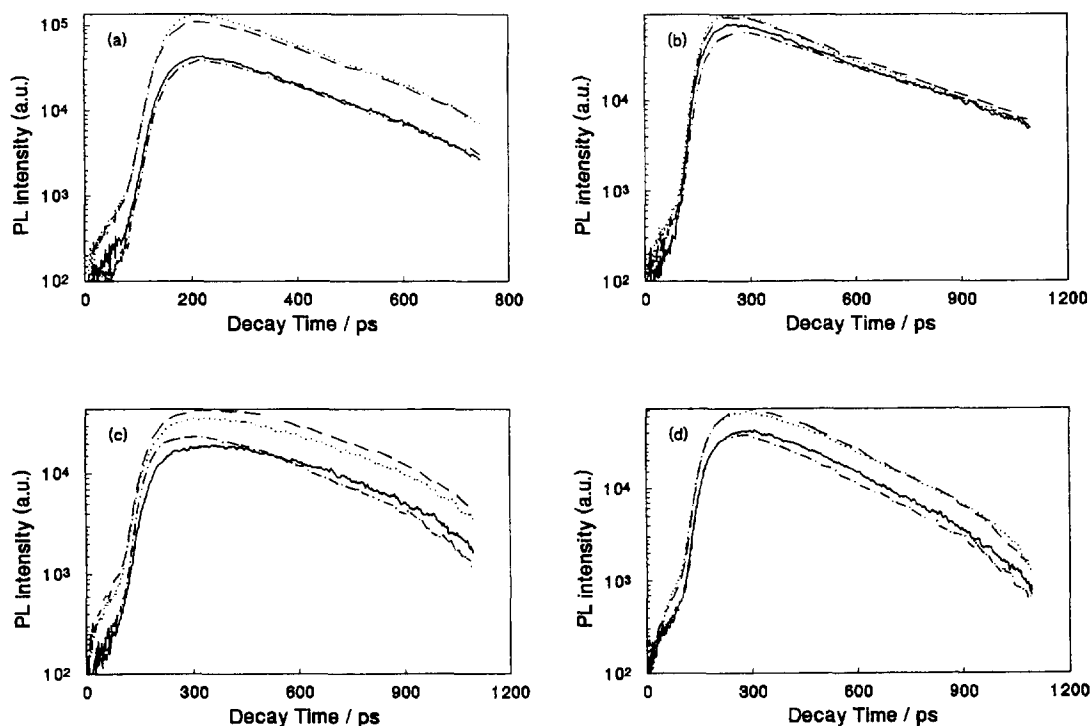 (a)
PL intensity (a.u.)
10⁵
10⁴
10³
10²
0 200 400 600 800
Decay Time / ps
(b)
PL intensity (a.u.)
10⁴
10³
10²
0 300 600 900 1200
Decay Time / ps
(c)
PL intensity (a.u.)
10⁴
10³
10²
0 300 600 900 1200
Decay Time / ps
(d)
PL intensity (a.u.)
10⁴
10³
10²
0 300 600 900 1200
Decay Time / ps